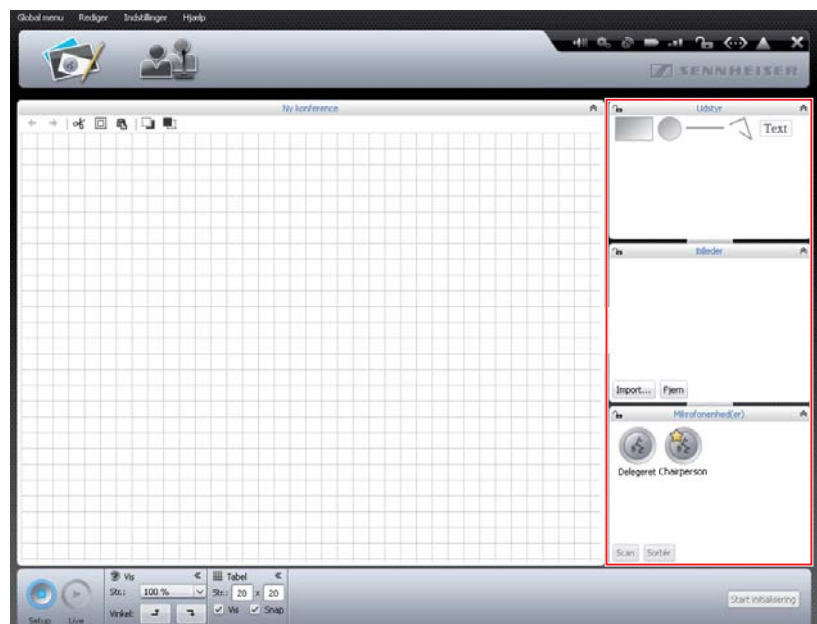 Global menu Rediger Indstillinger Hjælp
SENNHEISER
Ny konference
Udstyr
Text
Billeder
Import... Fjern
Mikrofonenhed(er)
Delegeret Chairperson
Scan Sortér
Vis
Tabel
Str.: 100 %
Str.: 20 x 20
Vinkel:
Vis Snap
Start initialisering
Setup Live